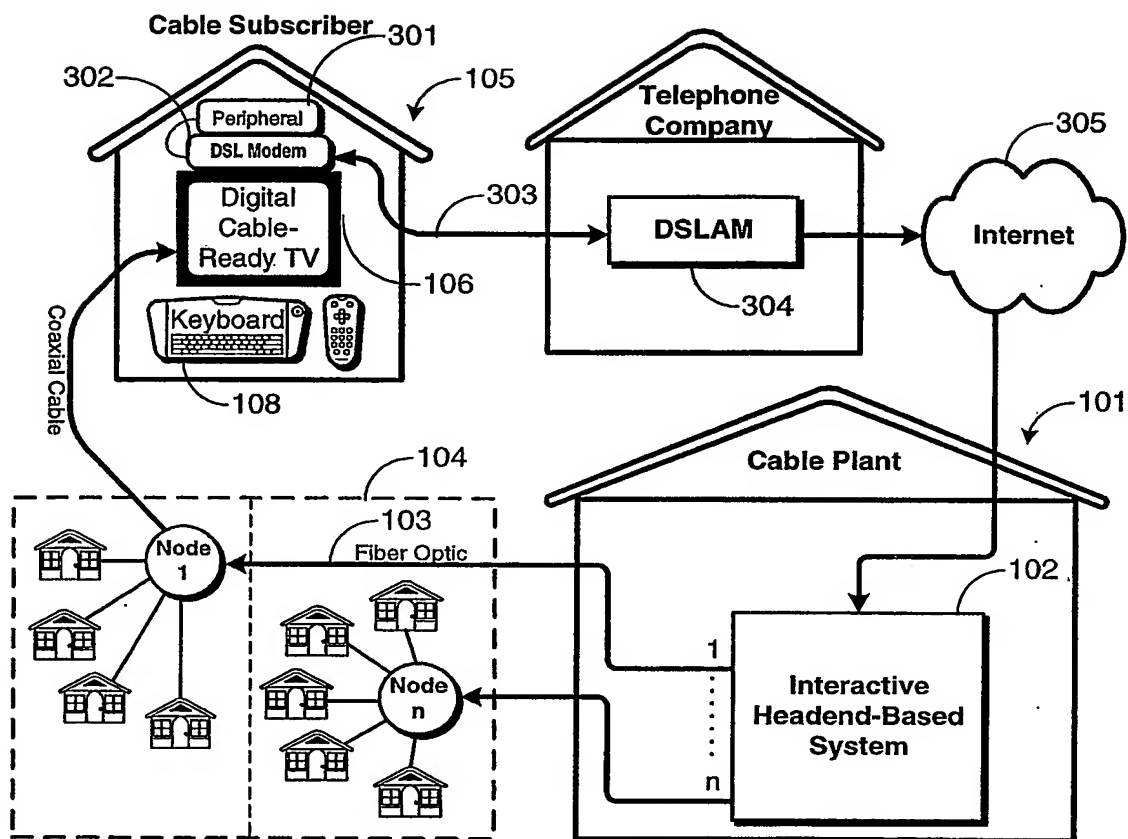 Cable Subscriber
301
302
105
Peripheral
DSL Modem
Digital
Cable-
Ready TV
303
106
Keyboard
108
Coaxial Cable
Telephone
Company
DSLAM
304
305
Internet
101
Cable Plant
104
103
Fiber Optic
Node
1
Node
n
102
1
n
Interactive
Headend-Based
System